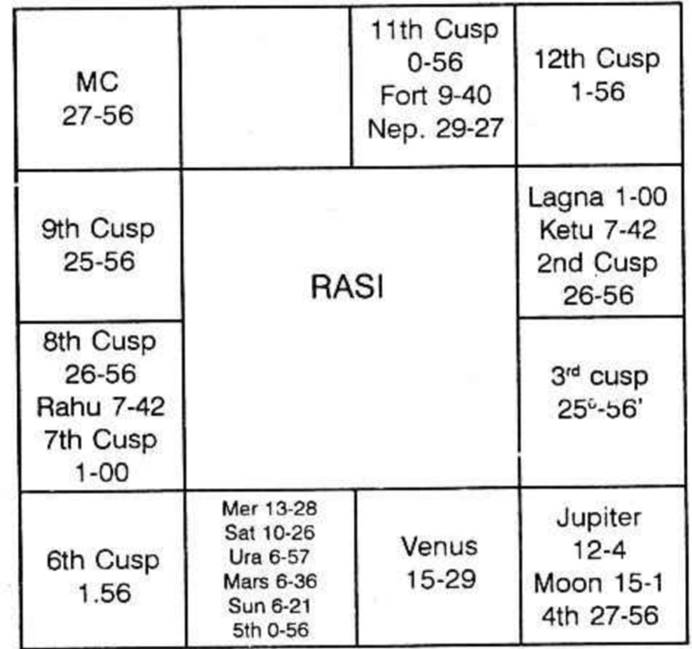 MC
27-56
11th Cusp
0-56
Fort 9-40
Nep. 29-27
12th Cusp
1-56
9th Cusp
25-56
RASI
Lagna 1-00
Ketu 7-42
2nd Cusp
26-56
8th Cusp
26-56
Rahu 7-42
7th Cusp
1-00
3rd cusp
25°-56'
6th Cusp
1.56
Mer 13-28
Sat 10-26
Ura 6-57
Mars 6-36
Sun 6-21
5th 0-56
Venus
15-29
Jupiter
12-4
Moon 15-1
4th 27-56